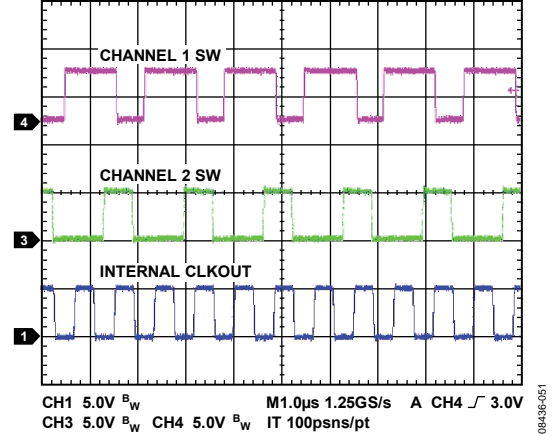 CHANNEL 1 SW
4
CHANNEL 2 SW
3
INTERNAL CLKOUT
1
CH1 5.0V BW M1.0µs 1.25GS/s A CH4 3.0V
CH3 5.0V BW CH4 5.0V BW IT 100psns/pt
08436-051